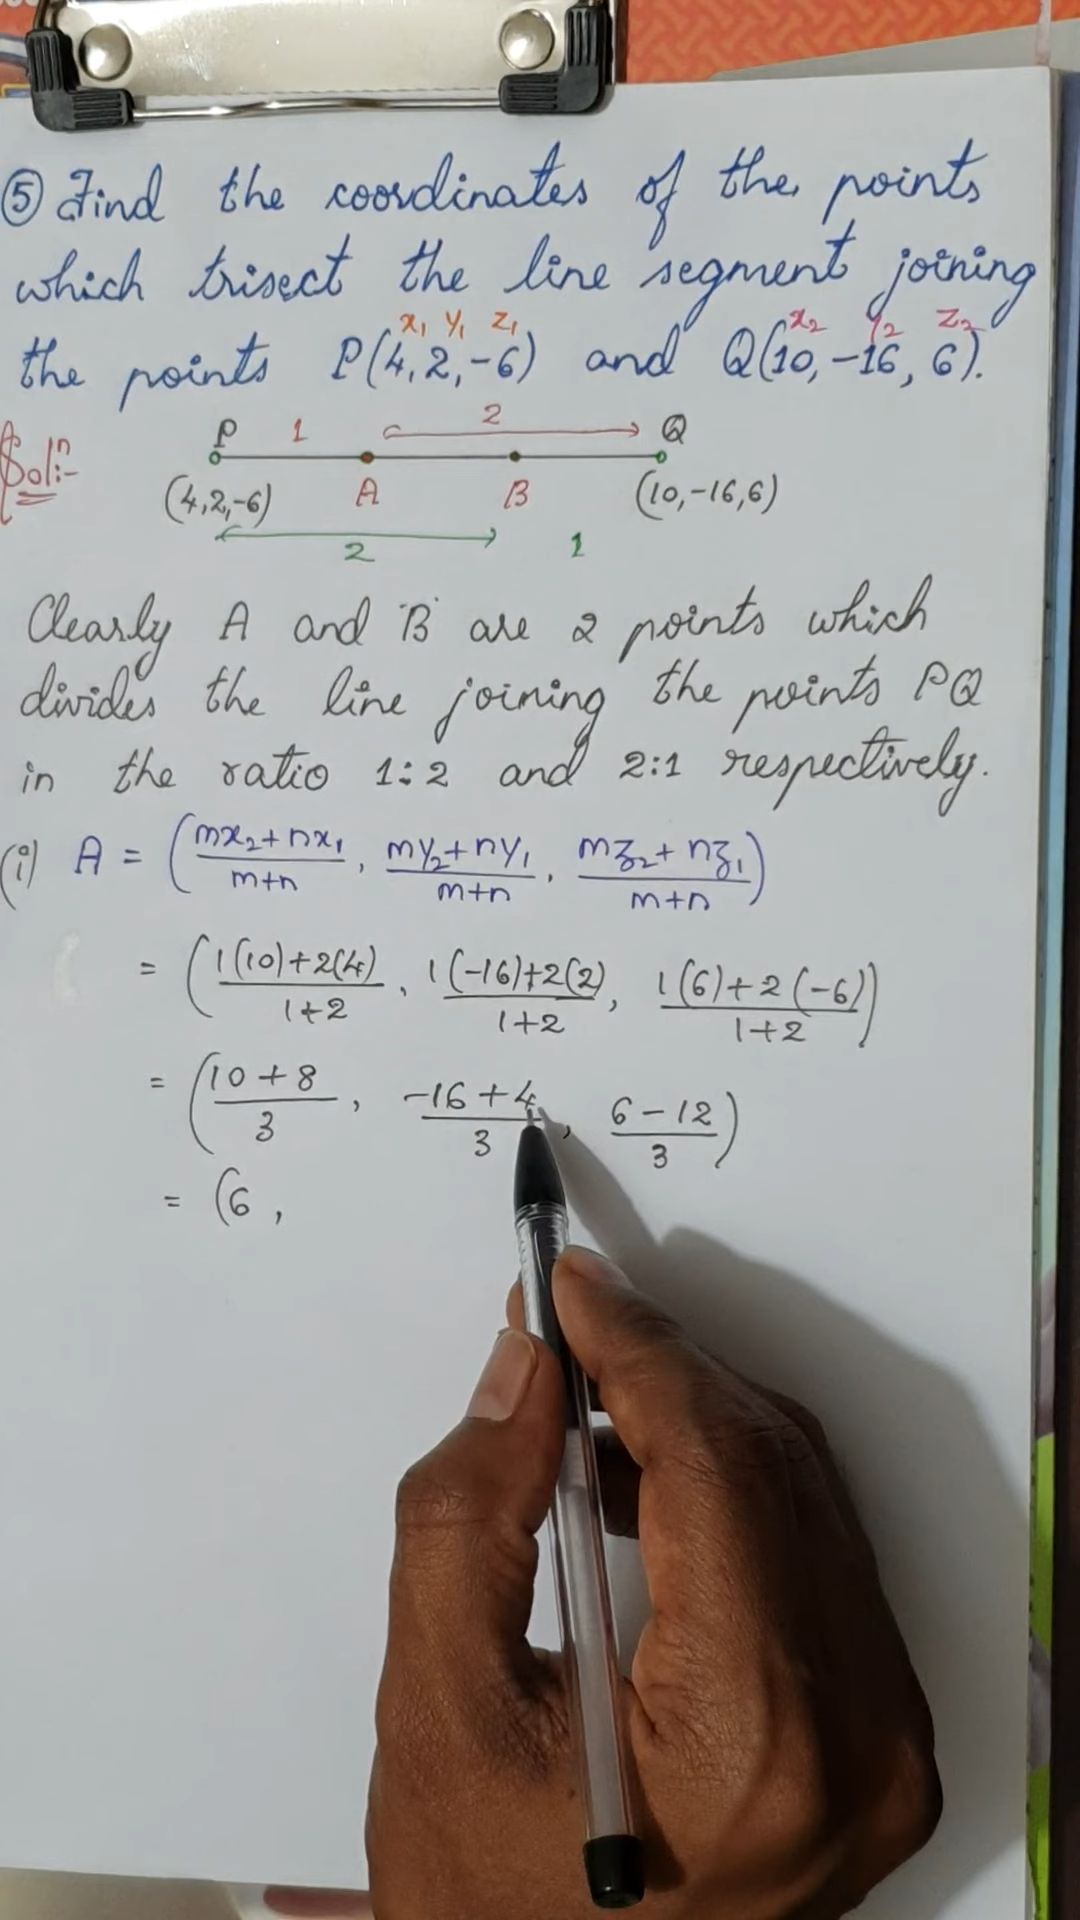 ⑤ Find the coordinates of the points
which trisect the line segment joining
x₁ y₁ z₁ x₂ y₂ z₂
the points P(4,2,-6) and Q(10,-16,6).
Solⁿ:-
P 1 2 Q
(4,2,-6) A B (10,-16,6)
2 1
Clearly A and B are 2 points which
divides the line joining the points PQ
in the ratio 1:2 and 2:1 respectively.
(i) A = ((mx₂+nx₁)/(m+n), (my₂+ny₁)/(m+n), (mz₂+nz₁)/(m+n))
= ((1(10)+2(4))/(1+2), (1(-16)+2(2))/(1+2), (1(6)+2(-6))/(1+2))
= ((10+8)/3, (-16+4)/3, (6-12)/3)
= (6,